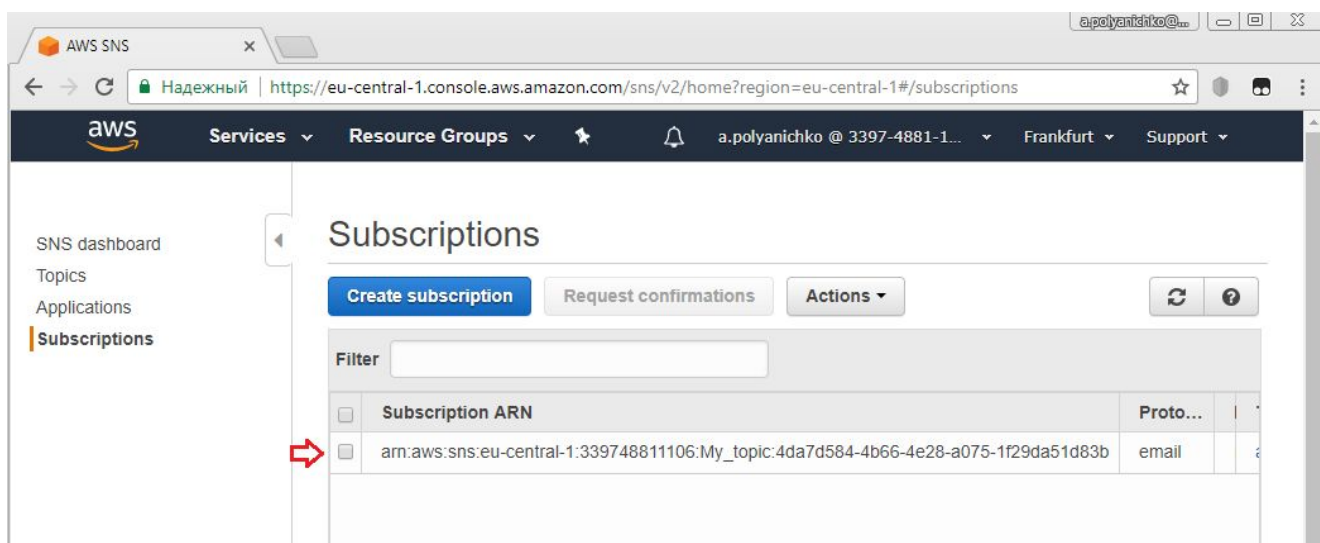 a.polyanichko@...
AWS SNS
Надежный https://eu-central-1.console.aws.amazon.com/sns/v2/home?region=eu-central-1#/subscriptions
aws Services Resource Groups a.polyanichko @ 3397-4881-1... Frankfurt Support
Subscriptions
SNS dashboard
Topics
Applications
Subscriptions
Create subscription Request confirmations Actions
Filter
Subscription ARN Proto...
arn:aws:sns:eu-central-1:339748811106:My_topic:4da7d584-4b66-4e28-a075-1f29da51d83b email